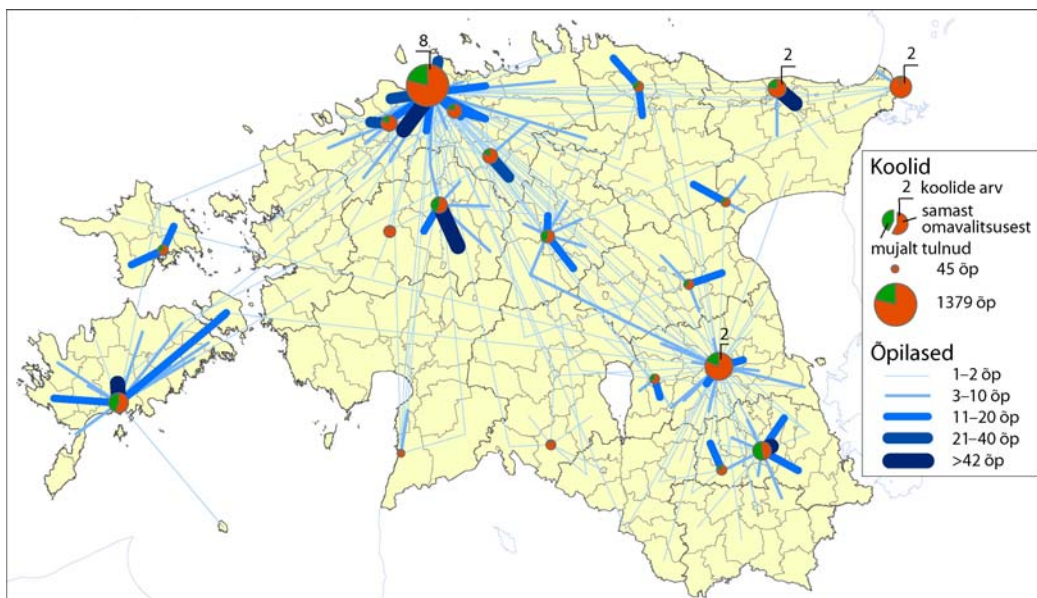 8
2
2
2
Koolid
2 koolide arv
samast
omavalitsusest
mujalt tulnud
45 õp
1379 õp
Õpilased
1–2 õp
3–10 õp
11–20 õp
21–40 õp
>42 õp